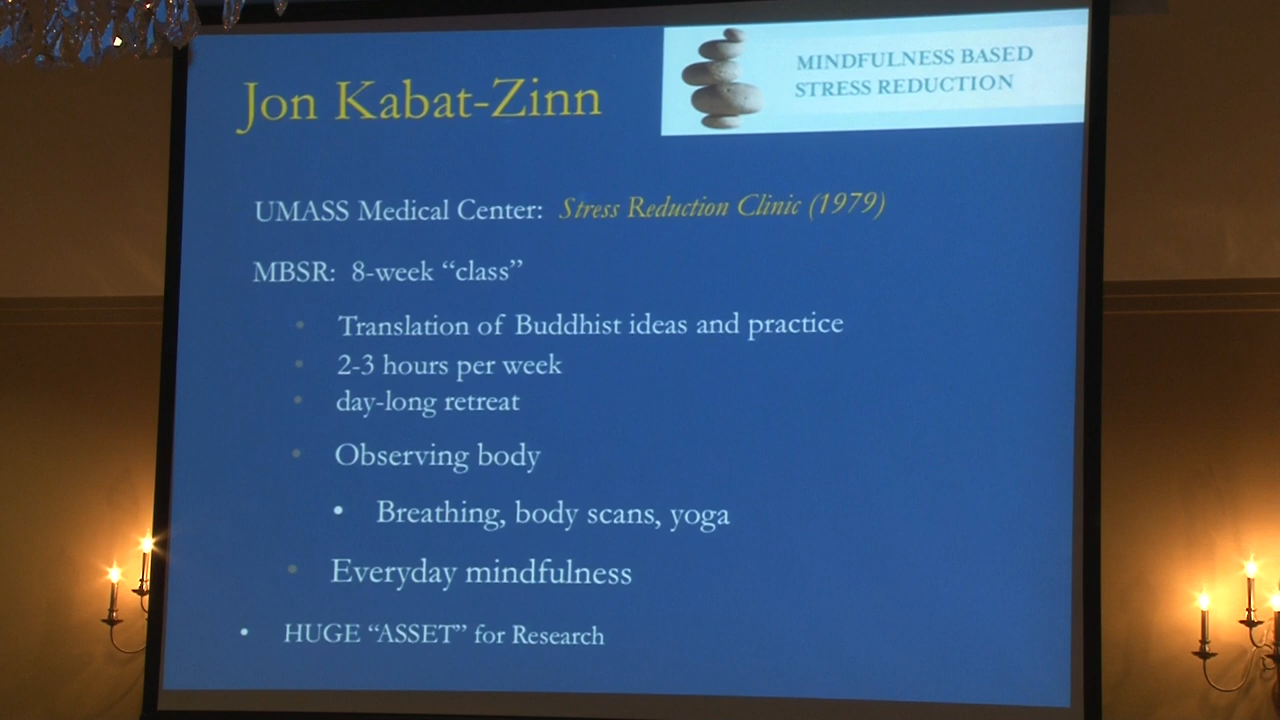 Jon Kabat-Zinn
MINDFULNESS BASED
STRESS REDUCTION
UMASS Medical Center: Stress Reduction Clinic (1979)
MBSR: 8-week “class”
• Translation of Buddhist ideas and practice
• 2-3 hours per week
• day-long retreat
• Observing body
• Breathing, body scans, yoga
• Everyday mindfulness
• HUGE “ASSET” for Research